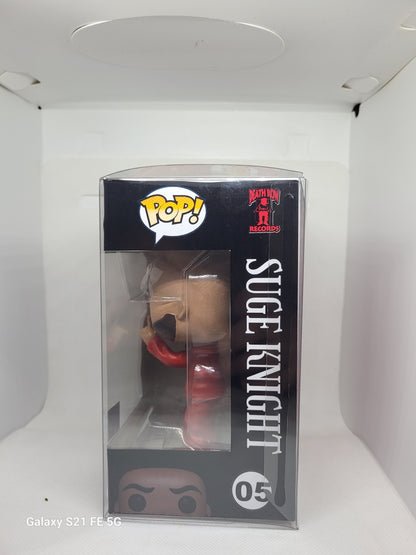 POP!
DEATH ROW
RECORDS
SUGE KNIGHT
05
Galaxy S21 FE 5G